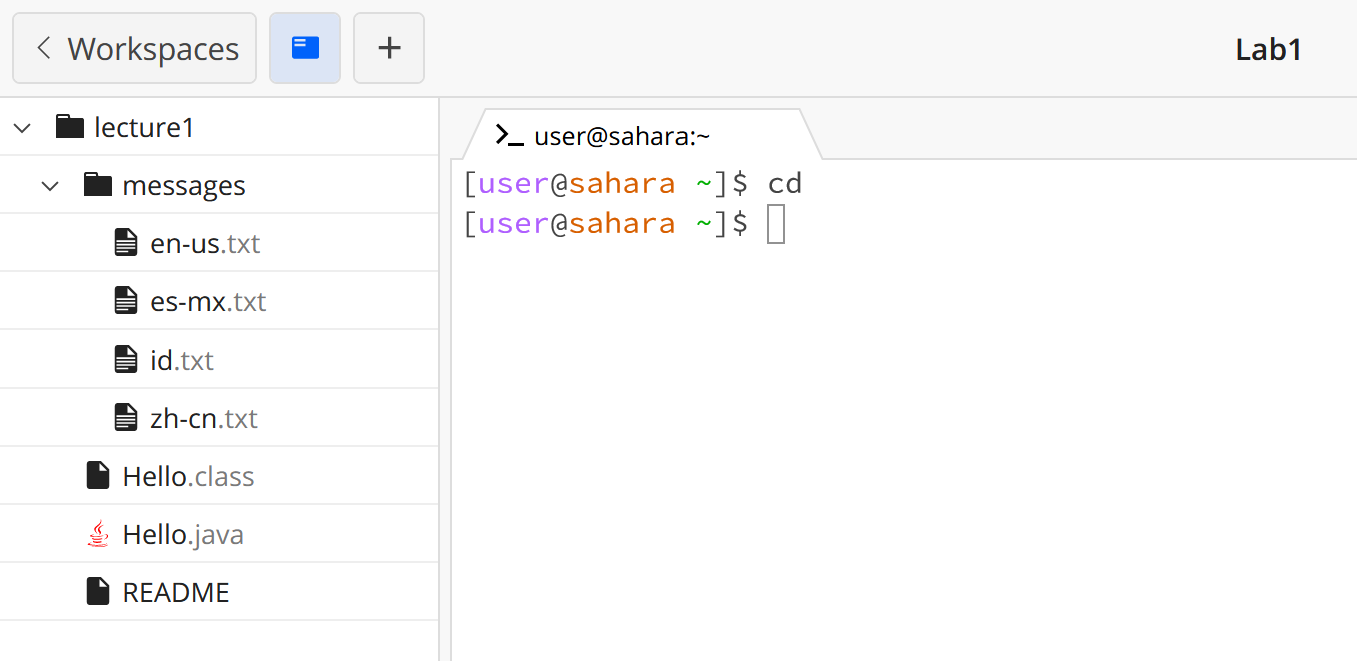 Workspaces
+
Lab1
lecture1
messages
en-us.txt
es-mx.txt
id.txt
zh-cn.txt
Hello.class
Hello.java
README
>_ user@sahara:~
[user@sahara ~]$ cd
[user@sahara ~]$